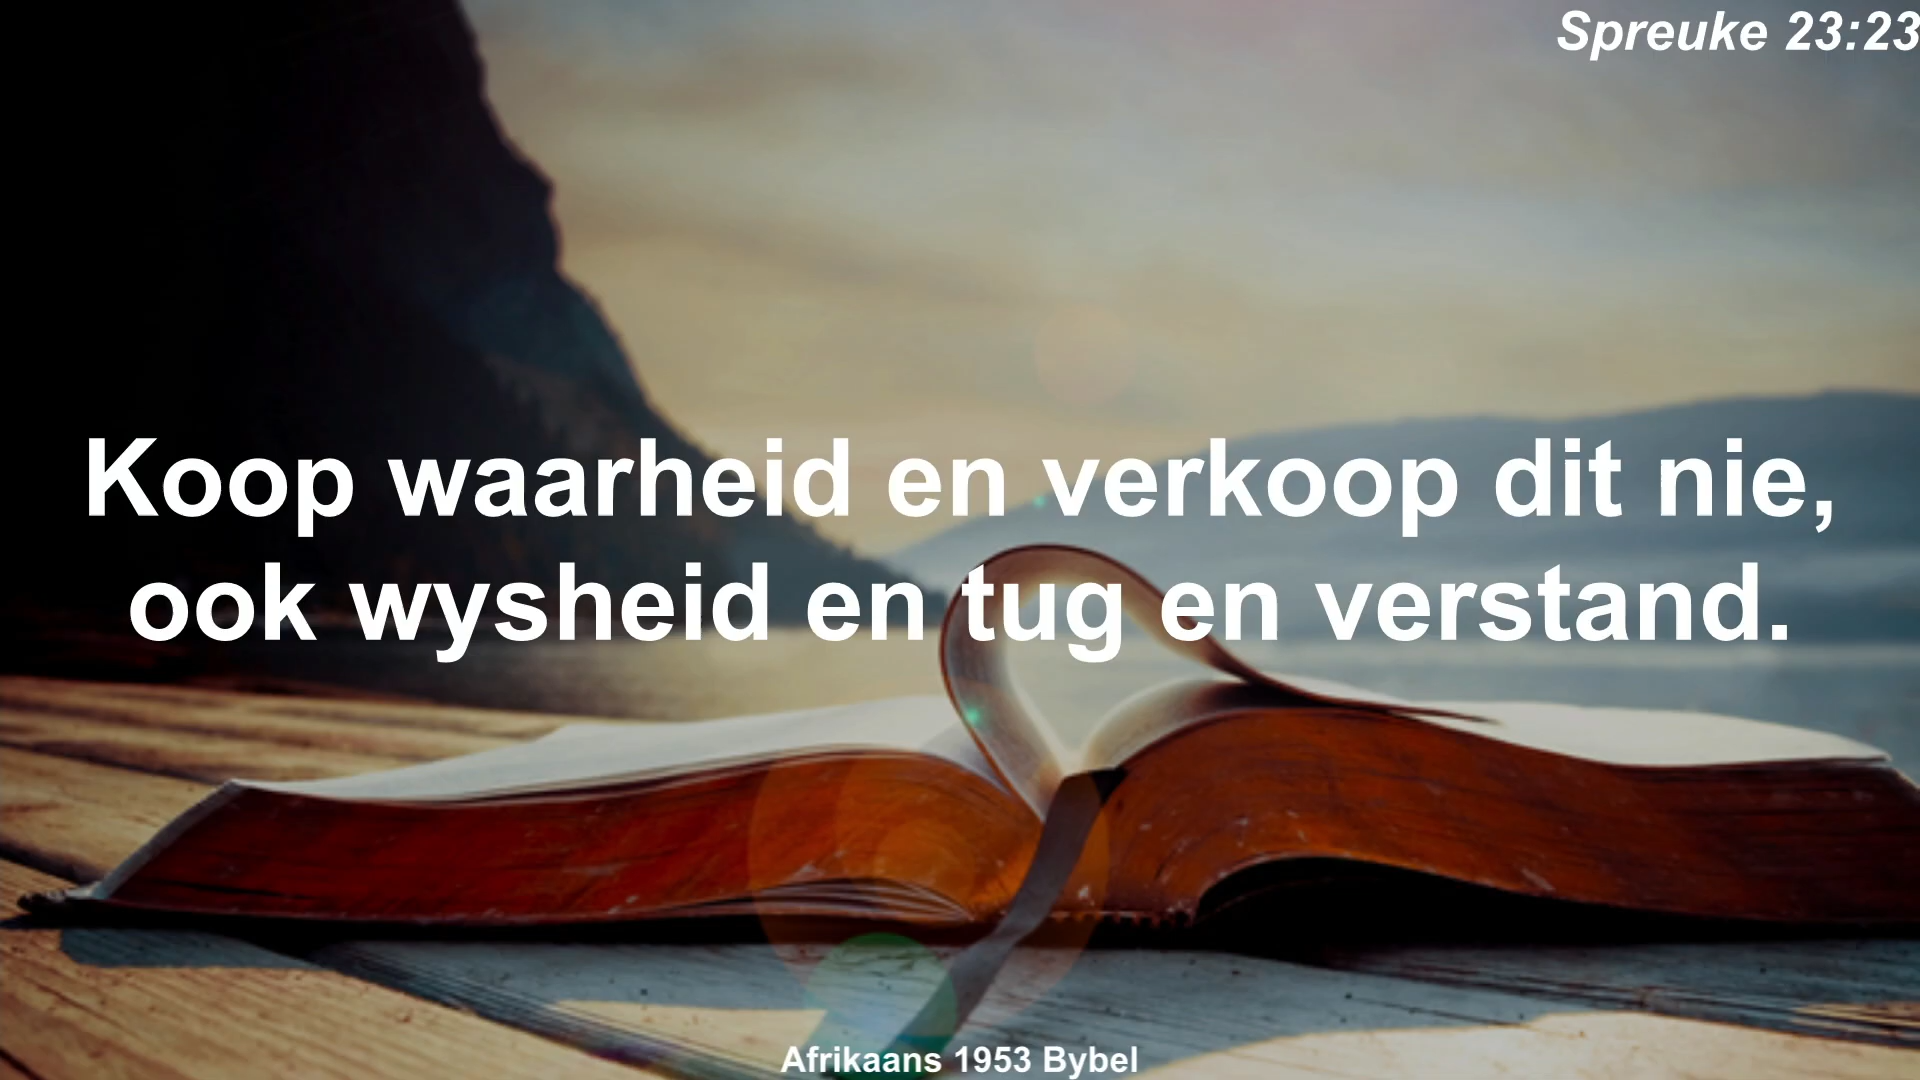 Spreuke 23:23
Koop waarheid en verkoop dit nie,
ook wysheid en tug en verstand.
Afrikaans 1953 Bybel